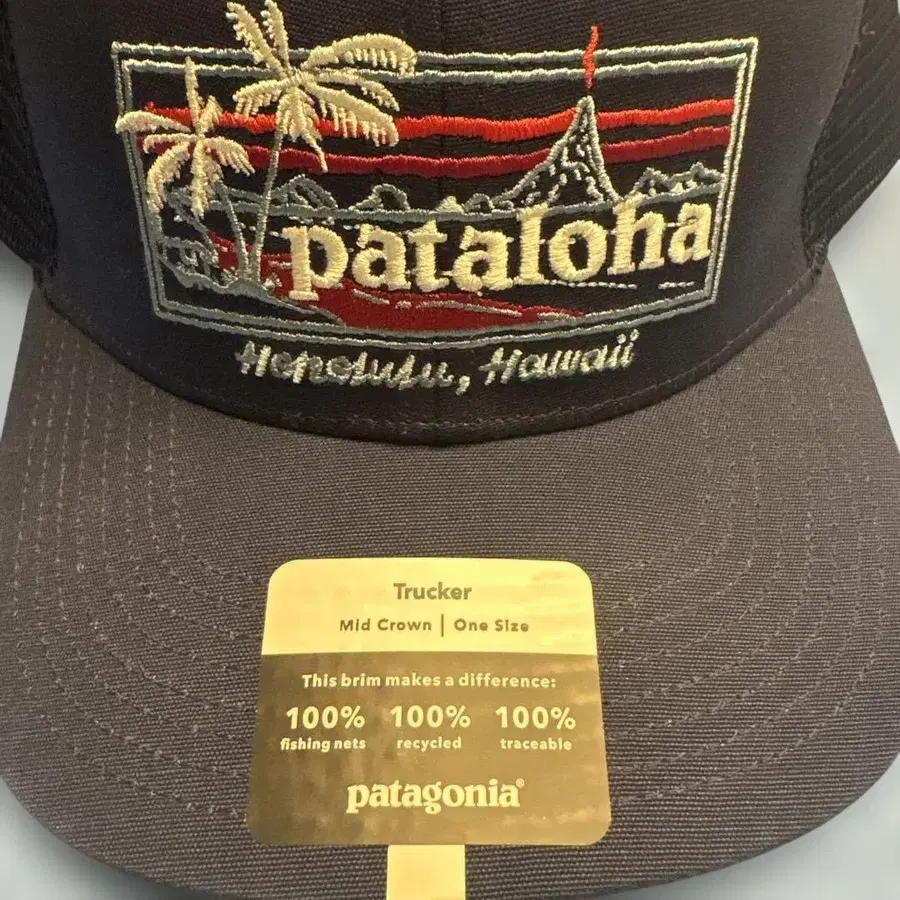 pataloha
Honolulu, Hawaii
Trucker
Mid Crown | One Size
This brim makes a difference:
100% 100% 100%
fishing nets recycled traceable
patagonia®